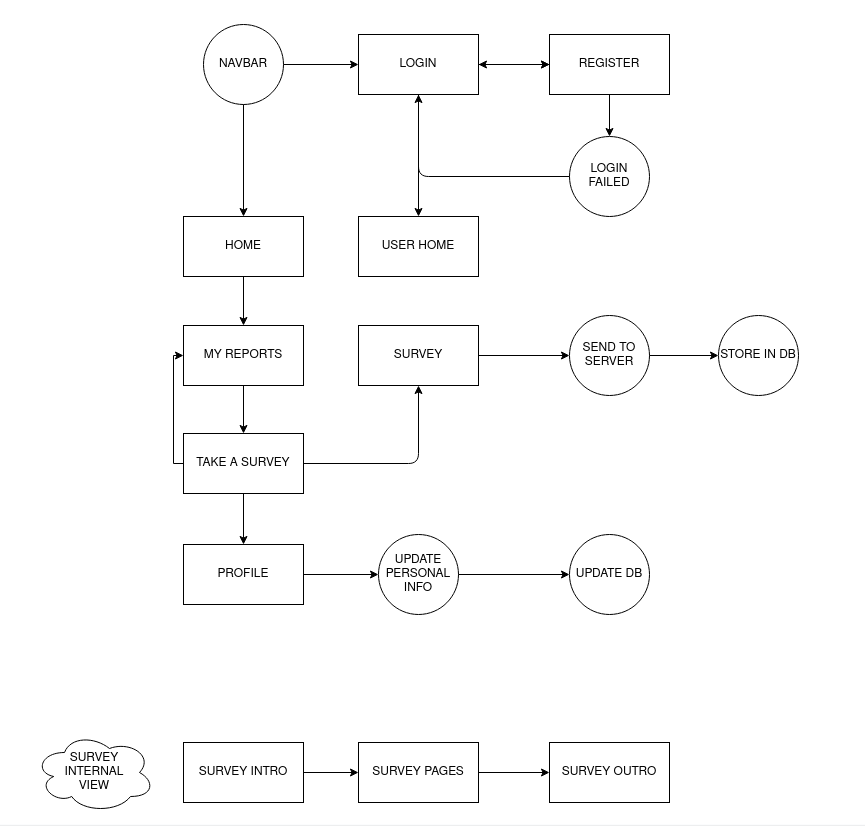 NAVBAR
LOGIN
REGISTER
LOGIN
FAILED
HOME
USER HOME
MY REPORTS
SURVEY
SEND TO
SERVER
STORE IN DB
TAKE A SURVEY
PROFILE
UPDATE
PERSONAL
INFO
UPDATE DB
SURVEY
INTERNAL
VIEW
SURVEY INTRO
SURVEY PAGES
SURVEY OUTRO